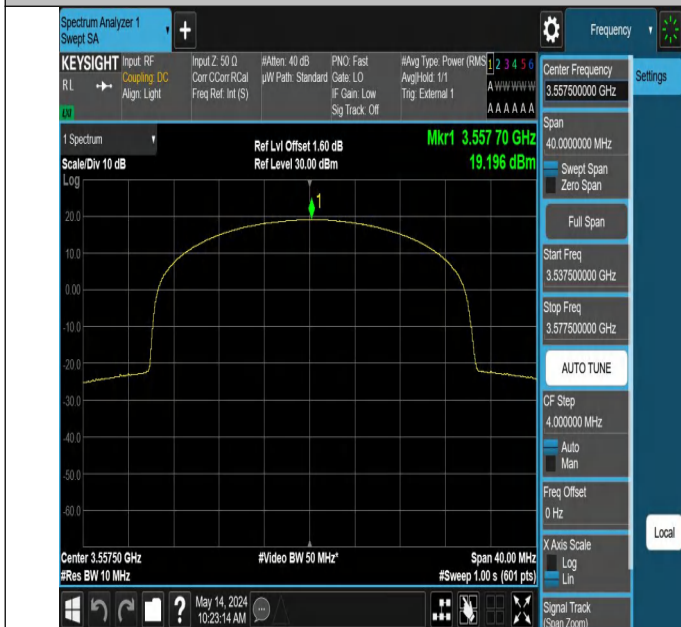 Spectrum Analyzer 1
Swept SA
+
Frequency
KEYSIGHT
RL
Input: RF
Coupling: DC
Align: Light
Input Z: 50 Ω
Corr CCorr RCal
Freq Ref: Int (S)
#Atten: 40 dB
µW Path: Standard
PNO: Fast
Gate: LO
IF Gain: Low
Sig Track: Off
#Avg Type: Power (RMS
Avg|Hold: 1/1
Trig: External 1
1 2 3 4 5 6
A W W W W W
A A A A A A
1 Spectrum
Scale/Div 10 dB
Log
Ref Lvl Offset 1.60 dB
Ref Level 30.00 dBm
Mkr1 3.557 70 GHz
19.196 dBm
1
20.0
10.0
0.00
-10.0
-20.0
-30.0
-40.0
-50.0
-60.0
Center 3.55750 GHz
#Res BW 10 MHz
#Video BW 50 MHz*
Span 40.00 MHz
#Sweep 1.00 s (601 pts)
?
May 14, 2024
10:23:14 AM
Center Frequency
3.557500000 GHz
Settings
Span
40.0000000 MHz
Swept Span
Zero Span
Full Span
Start Freq
3.537500000 GHz
Stop Freq
3.577500000 GHz
AUTO TUNE
CF Step
4.000000 MHz
Auto
Man
Freq Offset
0 Hz
X Axis Scale
Log
Lin
Local
Signal Track
(Span Zoom)